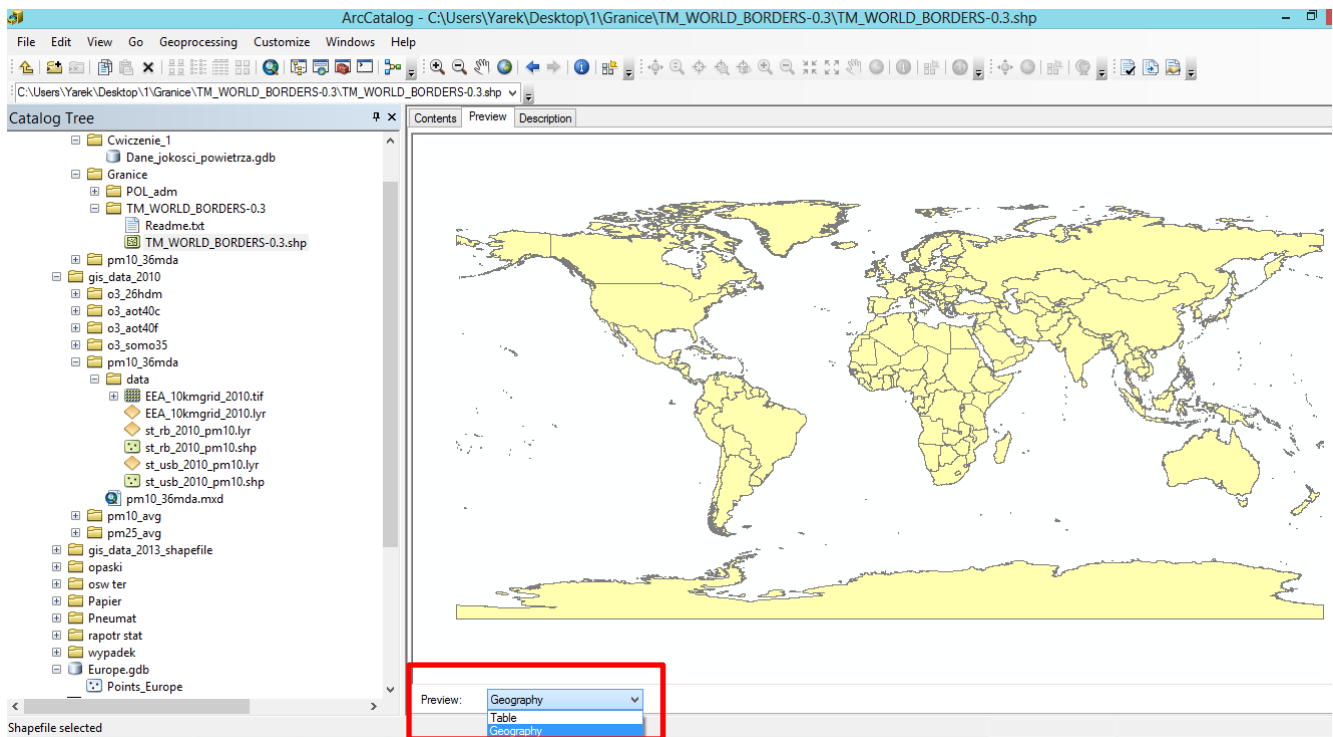 ArcCatalog - C:\Users\Yarek\Desktop\1\Granice\TM_WORLD_BORDERS-0.3\TM_WORLD_BORDERS-0.3.shp
File Edit View Go Geoprocessing Customize Windows Help
C:\Users\Yarek\Desktop\1\Granice\TM_WORLD_BORDERS-0.3\TM_WORLD_BORDERS-0.3.shp
Catalog Tree
Contents Preview Description
Cwiczenie_1
Dane_jokosci_powietrza.gdb
Granice
POL_adm
TM_WORLD_BORDERS-0.3
Readme.txt
TM_WORLD_BORDERS-0.3.shp
pm10_36mda
gis_data_2010
o3_26hdm
o3_aot40c
o3_aot40f
o3_somo35
pm10_36mda
data
EEA_10kmgrid_2010.tif
EEA_10kmgrid_2010.lyr
st_rb_2010_pm10.lyr
st_rb_2010_pm10.shp
st_usb_2010_pm10.lyr
st_usb_2010_pm10.shp
pm10_36mda.mxd
pm10_avg
pm25_avg
gis_data_2013_shapefile
opaski
osw ter
Papier
Pneumat
rapotr stat
wypadek
Europe.gdb
Points_Europe
Preview: Geography
Table
Geography
Shapefile selected